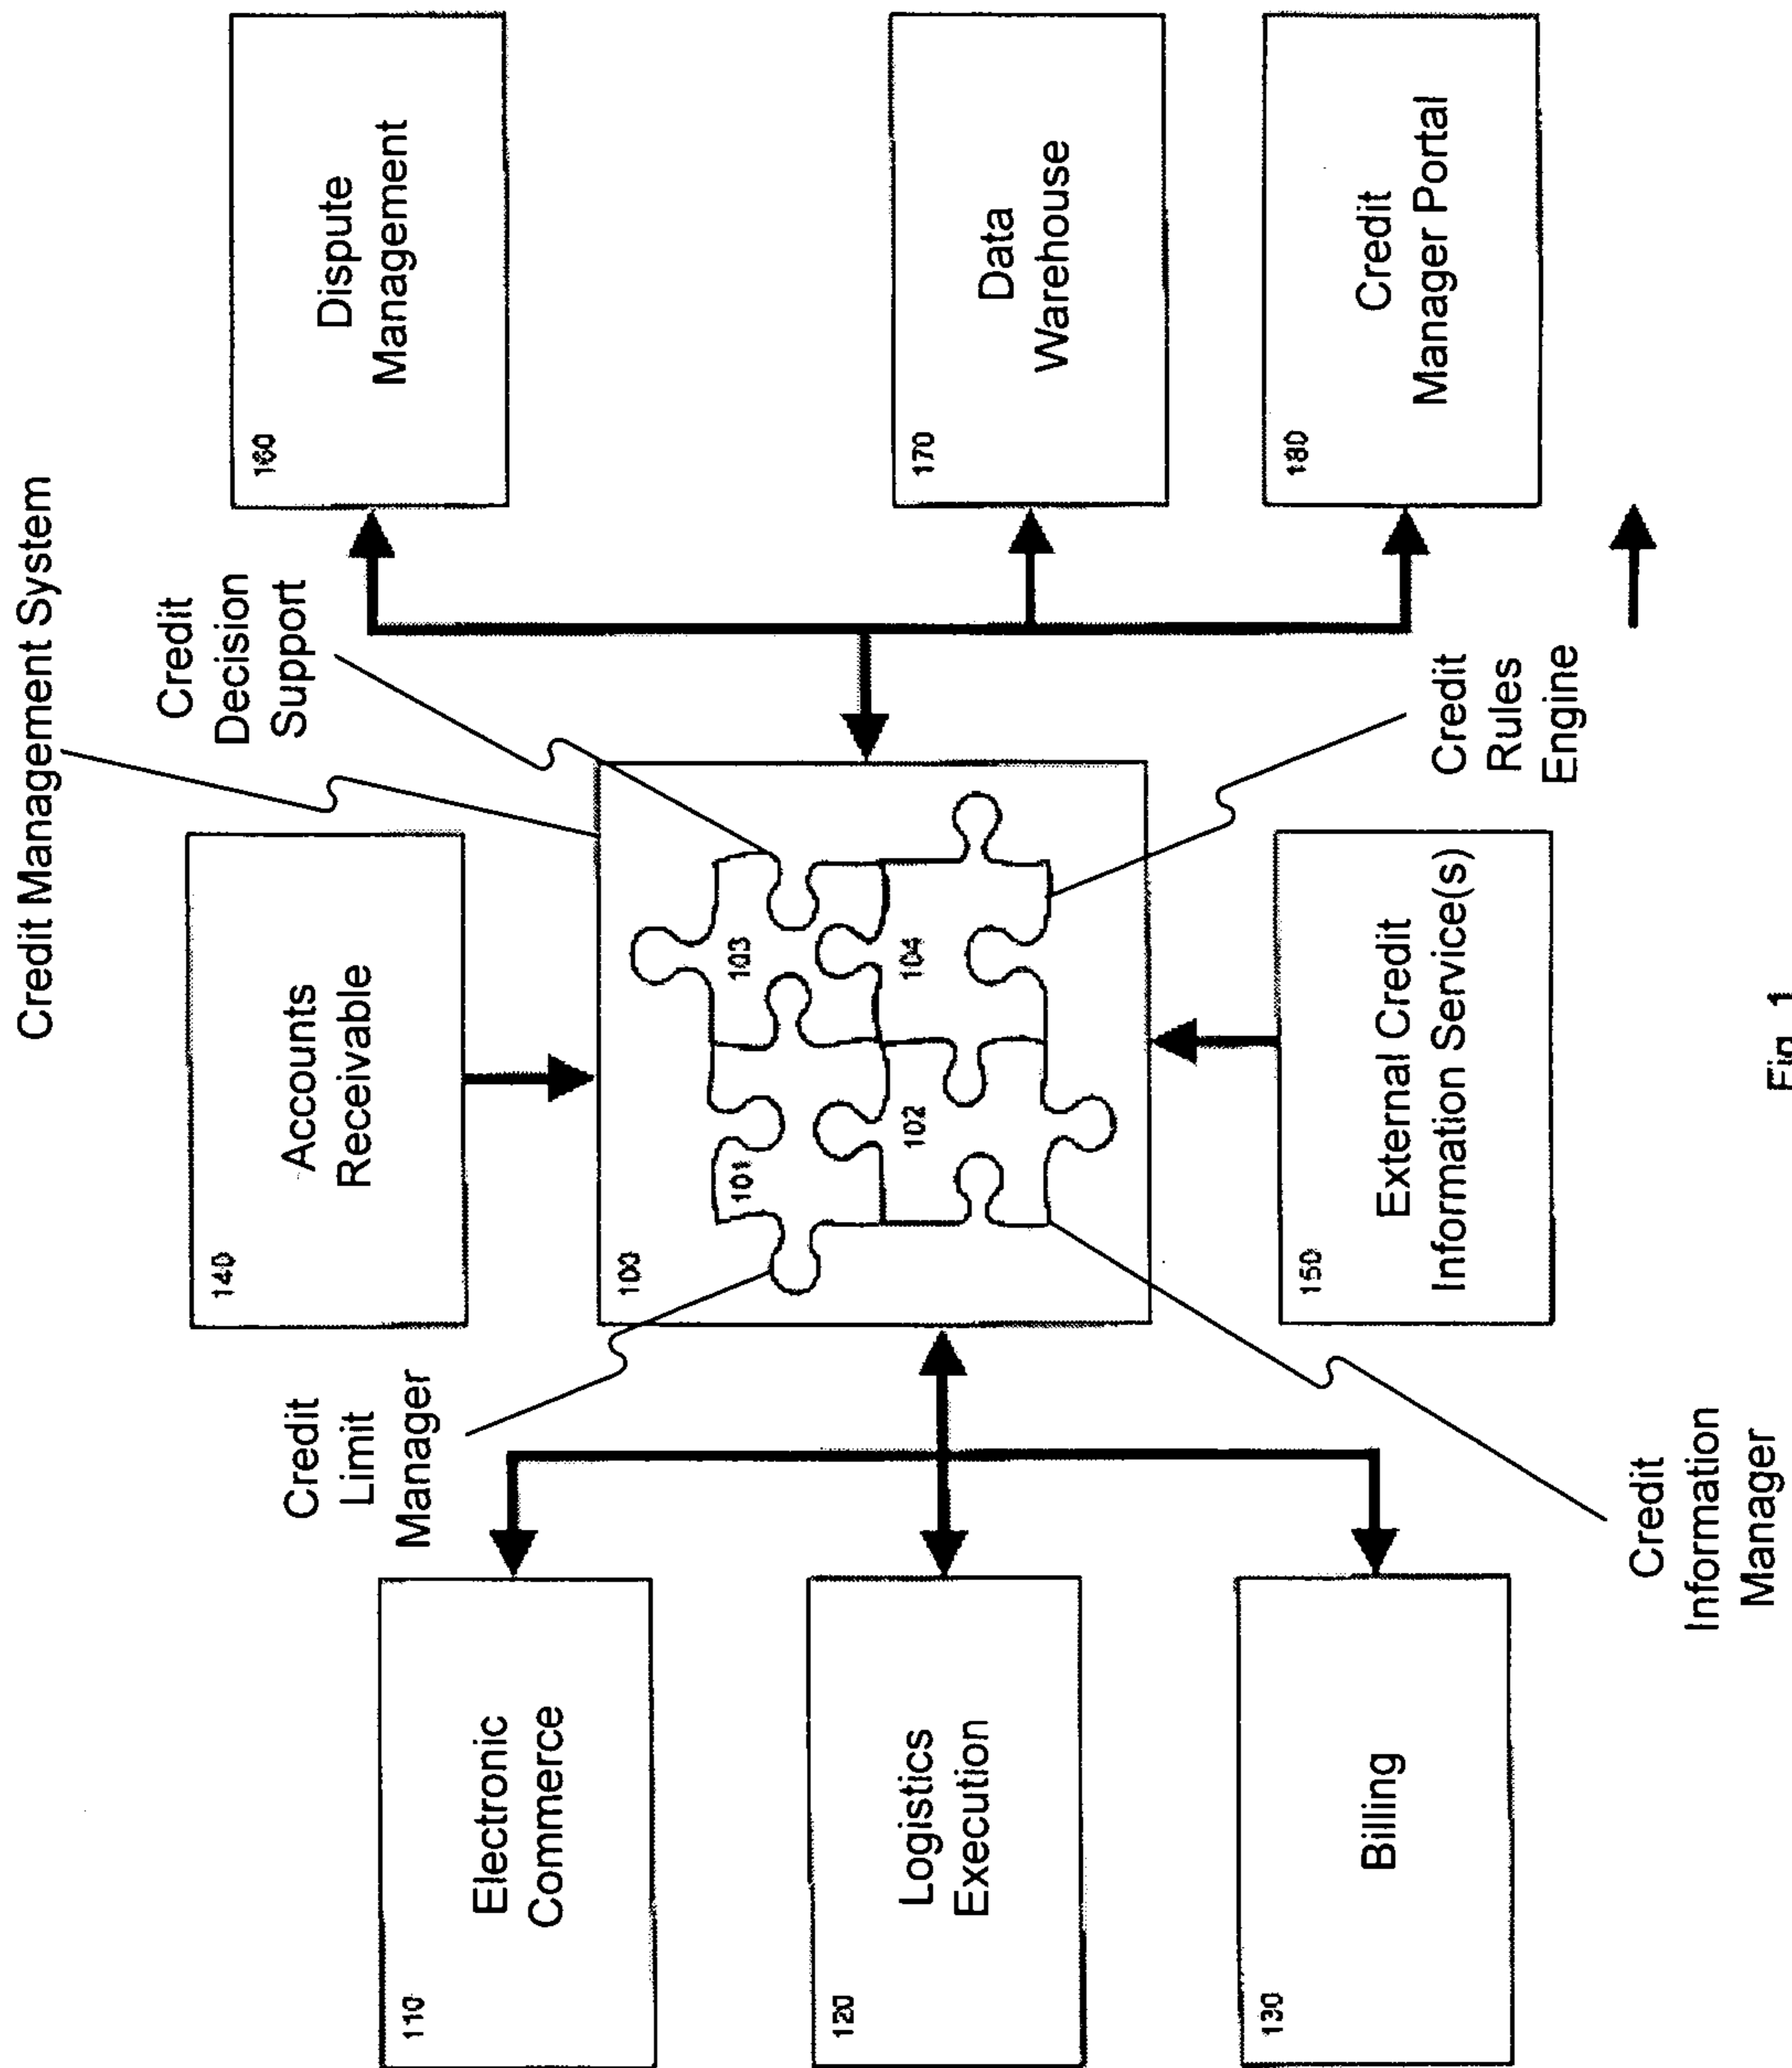 Credit Management System
140
Accounts
Receivable
Credit
Decision
Support
160
Dispute
Management
Credit
Limit
Manager
110
Electronic
Commerce
100
101
103
102
104
120
Logistics
Execution
170
Data
Warehouse
130
Billing
150
External Credit
Information Service(s)
180
Credit
Manager Portal
Credit
Information
Manager
Credit
Rules
Engine
Fig. 1